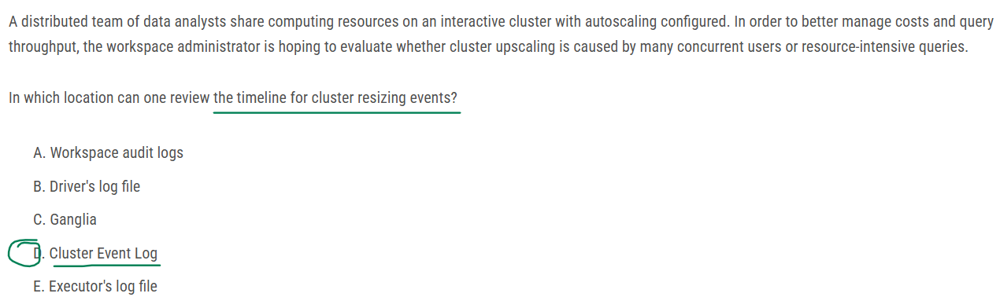 A distributed team of data analysts share computing resources on an interactive cluster with autoscaling configured. In order to better manage costs and query
throughput, the workspace administrator is hoping to evaluate whether cluster upscaling is caused by many concurrent users or resource-intensive queries.
In which location can one review the timeline for cluster resizing events?
A. Workspace audit logs
B. Driver's log file
C. Ganglia
D. Cluster Event Log
E. Executor's log file